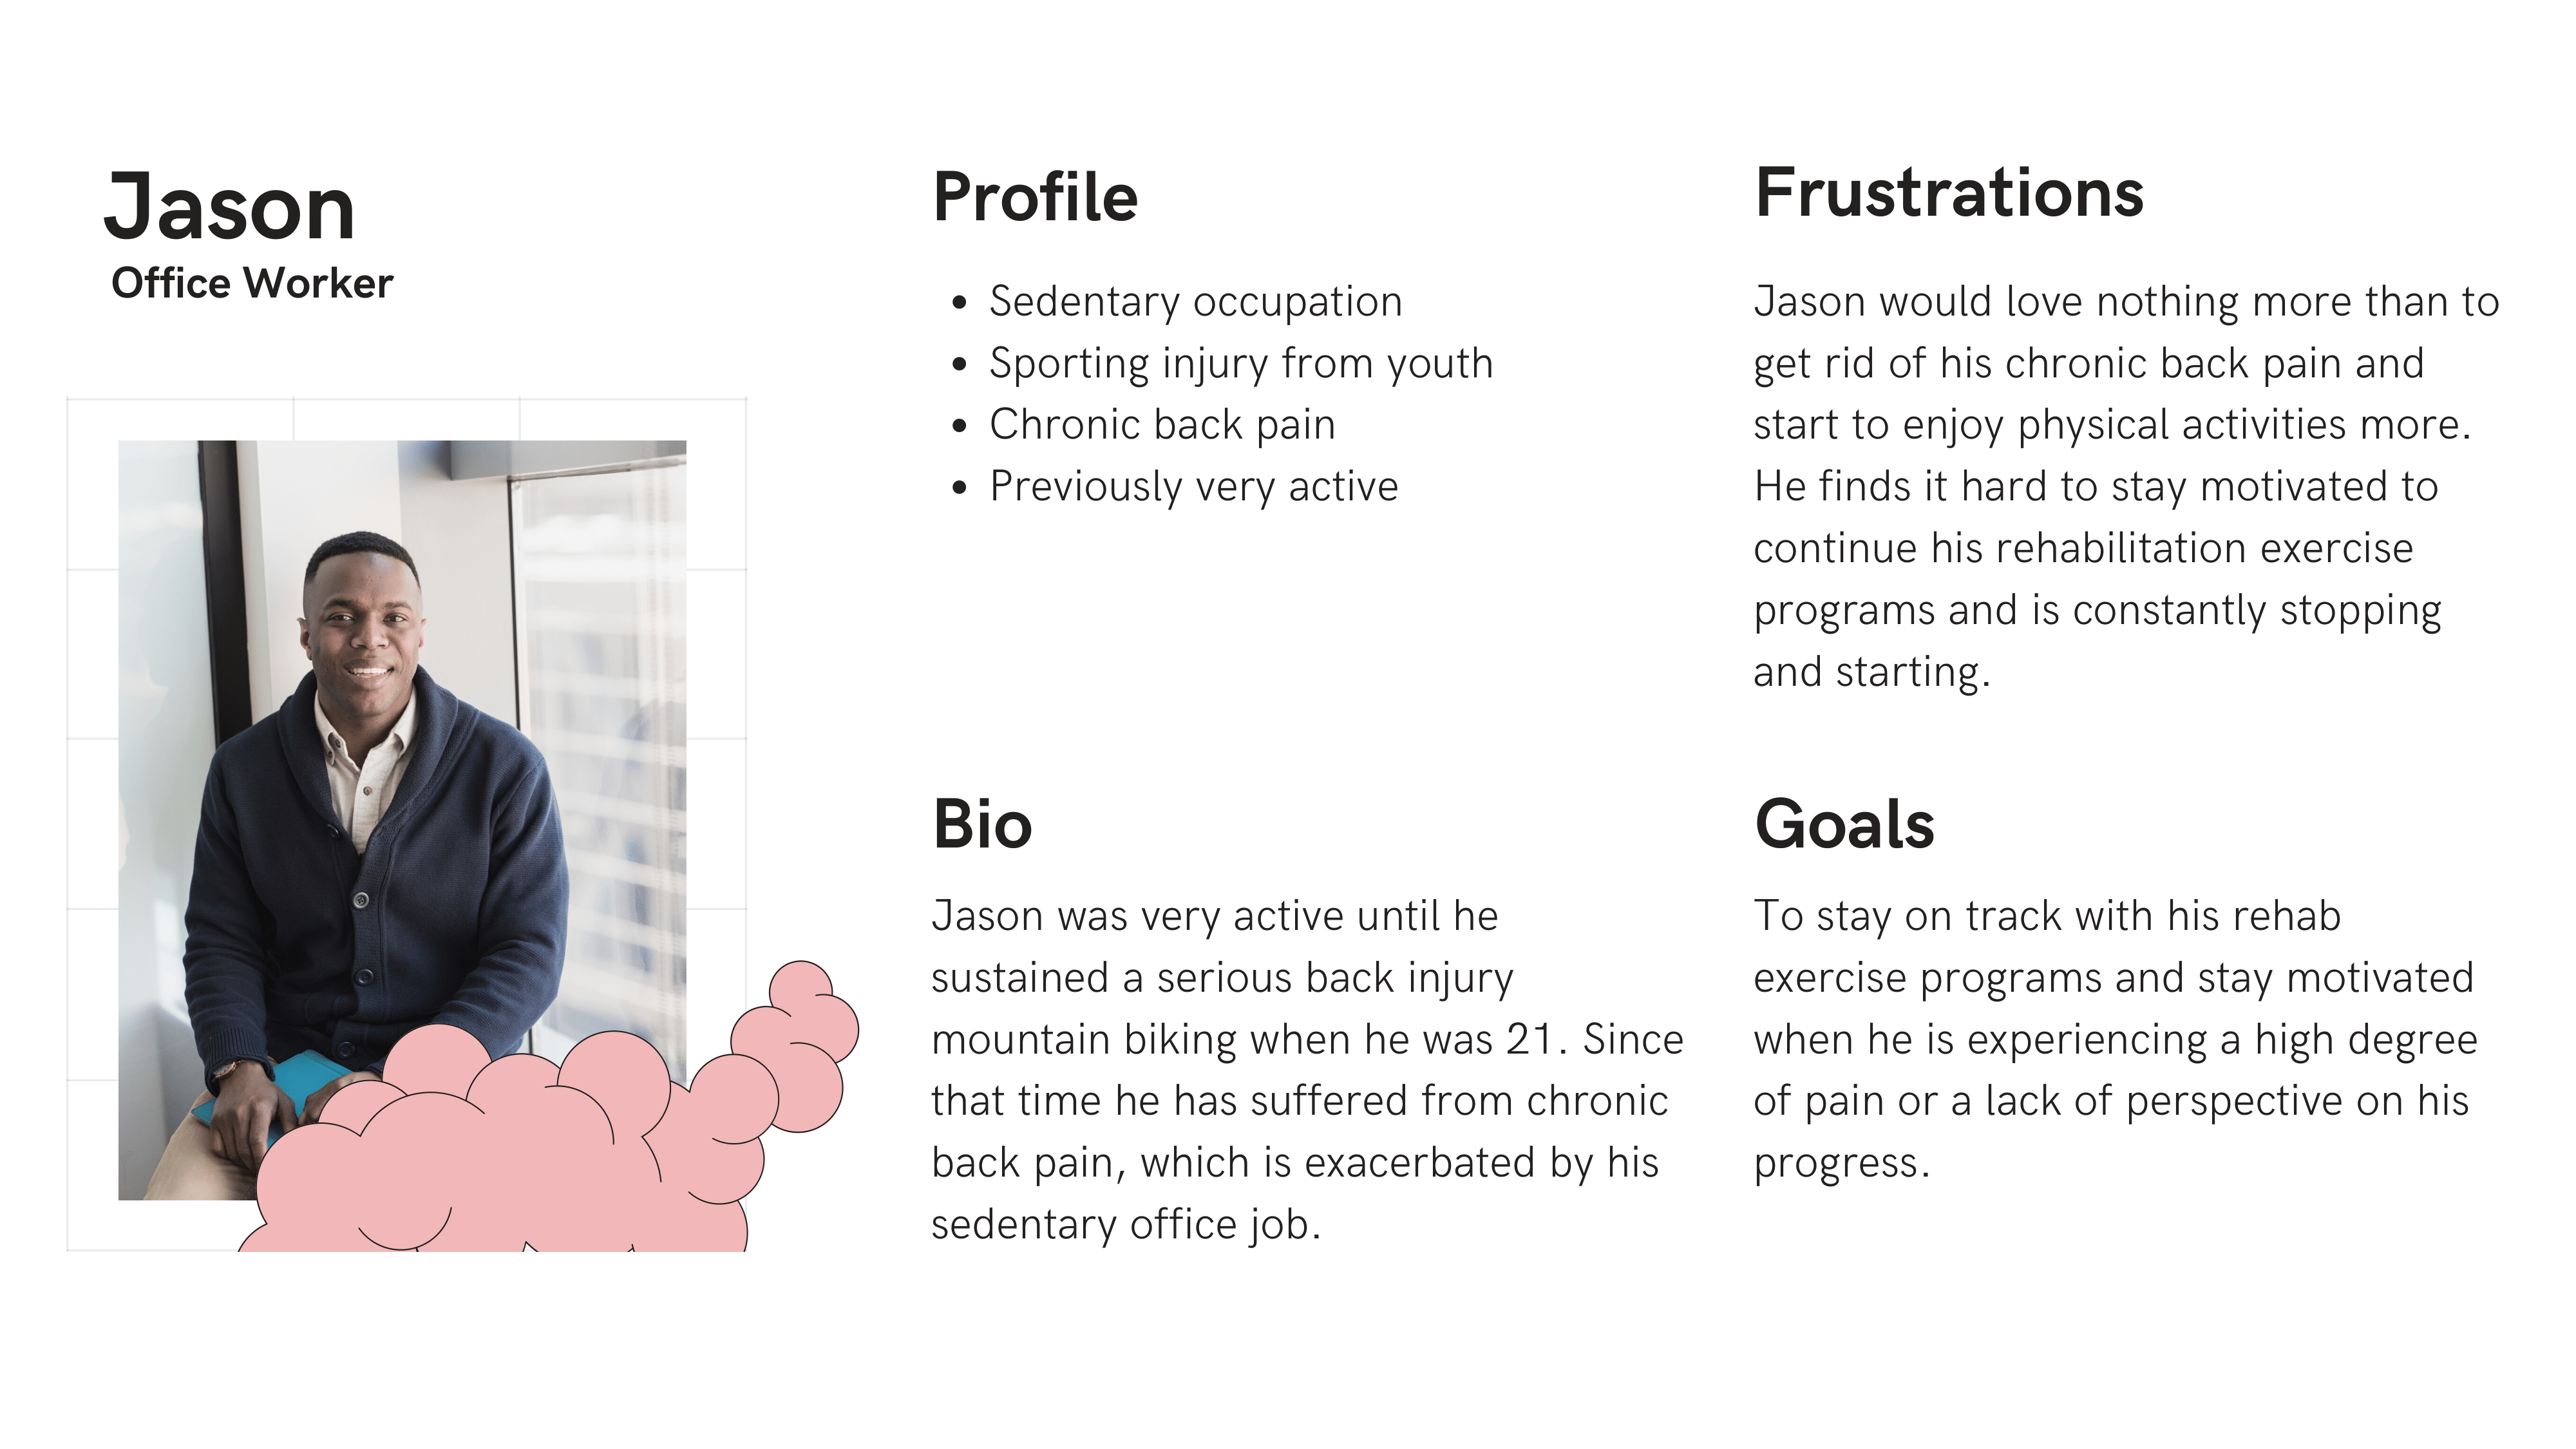 Jason
Office Worker
Profile
• Sedentary occupation
• Sporting injury from youth
• Chronic back pain
• Previously very active
Bio
Jason was very active until he
sustained a serious back injury
mountain biking when he was 21. Since
that time he has suffered from chronic
back pain, which is exacerbated by his
sedentary office job.
Frustrations
Jason would love nothing more than to
get rid of his chronic back pain and
start to enjoy physical activities more.
He finds it hard to stay motivated to
continue his rehabilitation exercise
programs and is constantly stopping
and starting.
Goals
To stay on track with his rehab
exercise programs and stay motivated
when he is experiencing a high degree
of pain or a lack of perspective on his
progress.